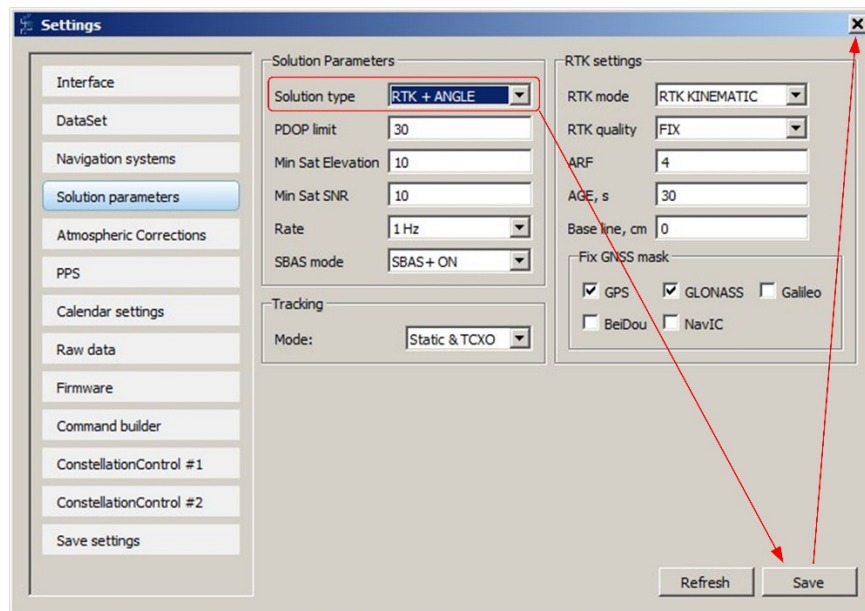 Settings
Interface
DataSet
Navigation systems
Solution parameters
Atmospheric Corrections
PPS
Calendar settings
Raw data
Firmware
Command builder
ConstellationControl #1
ConstellationControl #2
Save settings
Solution Parameters
Solution type RTK + ANGLE
PDOP limit 30
Min Sat Elevation 10
Min Sat SNR 10
Rate 1 Hz
SBAS mode SBAS+ ON
Tracking
Mode: Static & TCXO
RTK settings
RTK mode RTK KINEMATIC
RTK quality FIX
ARF 4
AGE, s 30
Base line, cm 0
Fix GNSS mask
GPS GLONASS Galileo
BeiDou NavIC
Refresh Save